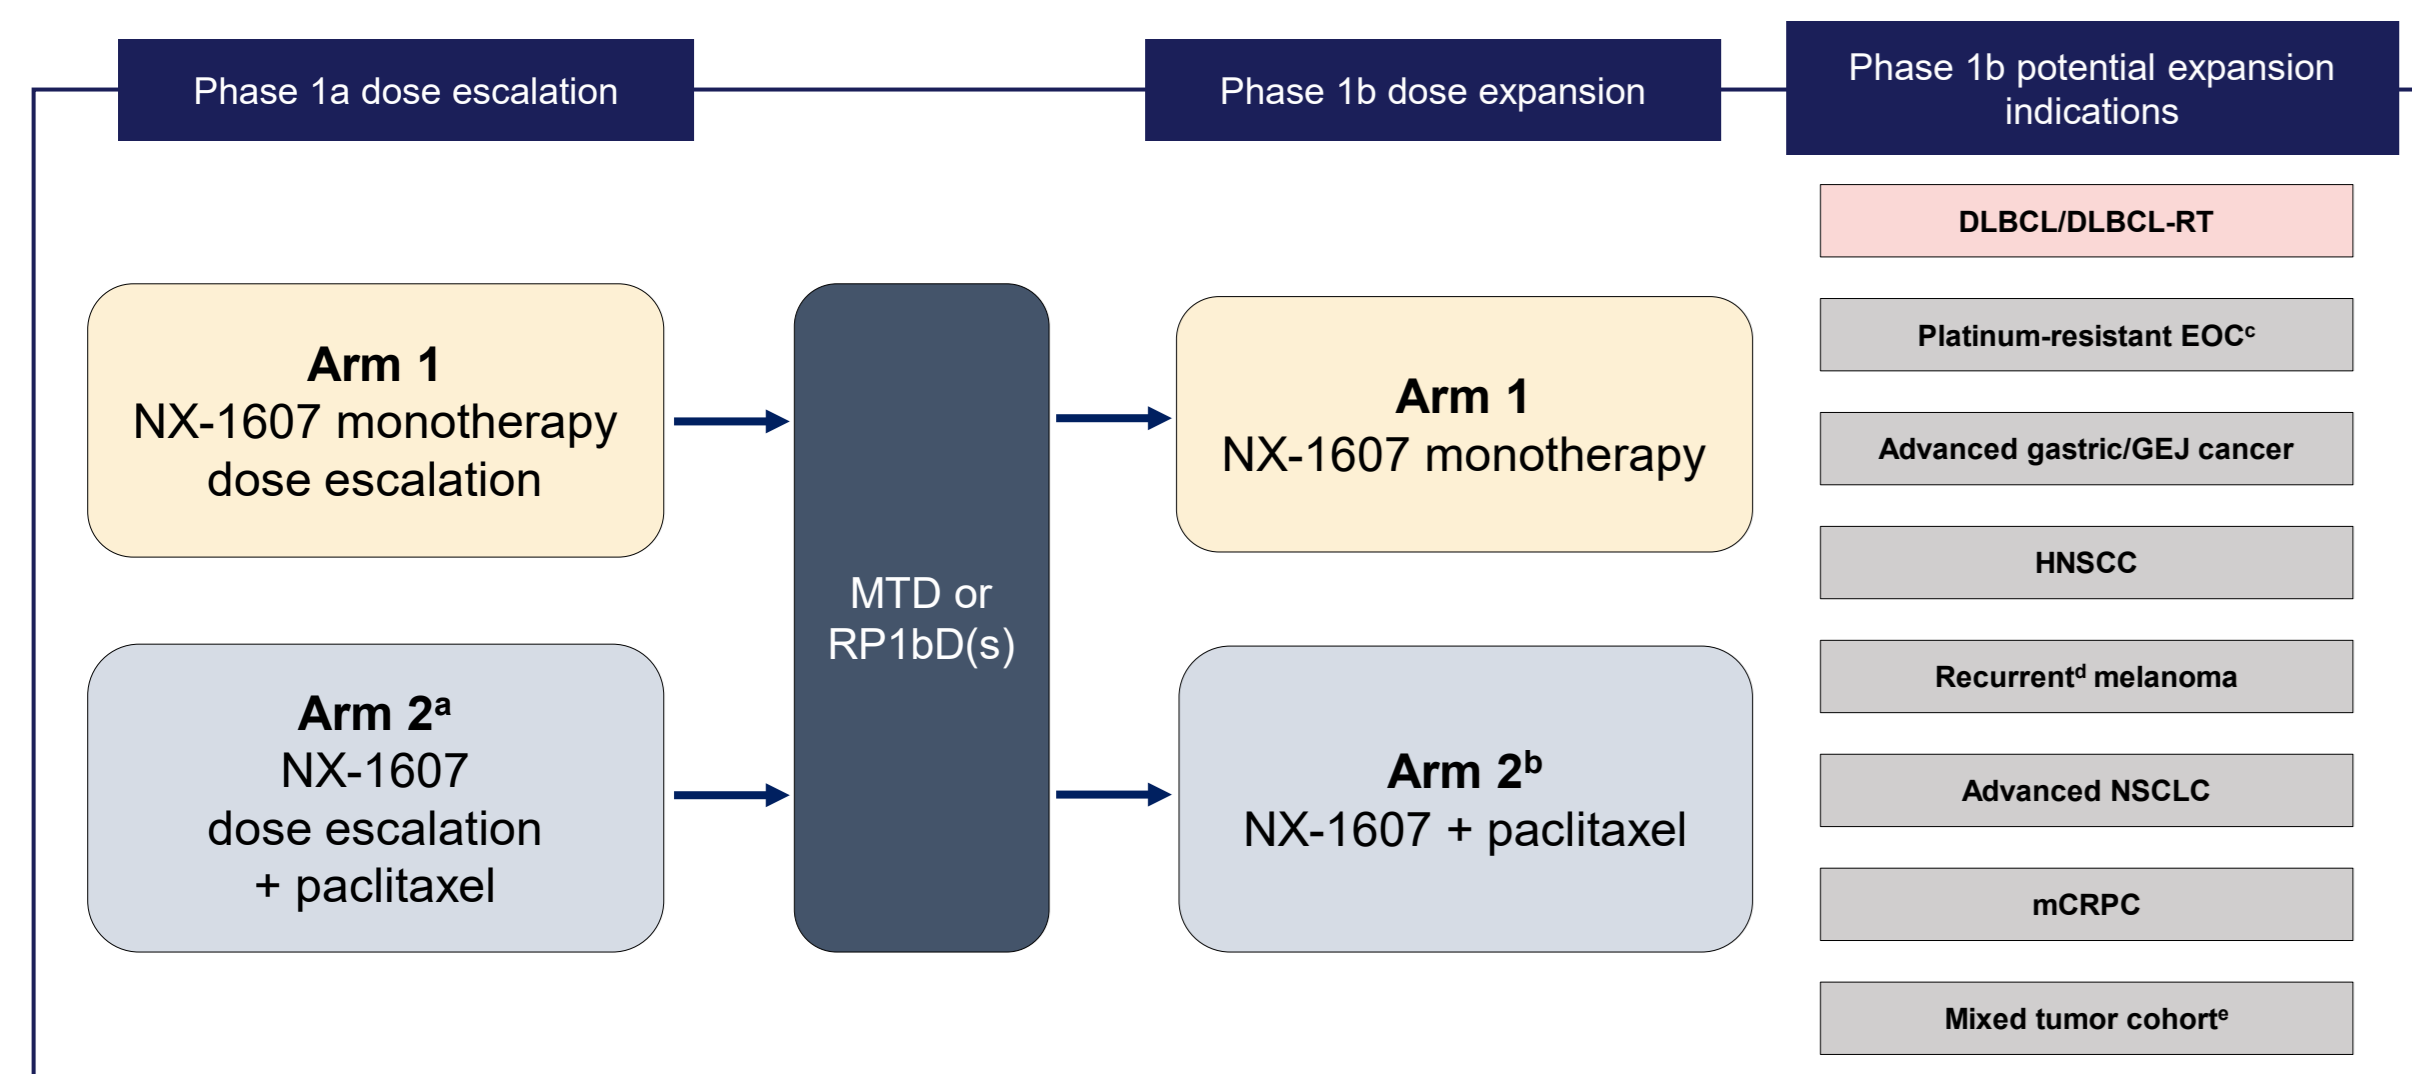 Phase 1a dose escalation
Phase 1b dose expansion
Phase 1b potential expansion
indications
Arm 1
NX-1607 monotherapy
dose escalation
Arm 2ᵃ
NX-1607
dose escalation
+ paclitaxel
MTD or
RP1bD(s)
Arm 1
NX-1607 monotherapy
Arm 2ᵇ
NX-1607 + paclitaxel
DLBCL/DLBCL-RT
Platinum-resistant EOCᶜ
Advanced gastric/GEJ cancer
HNSCC
Recurrentᵈ melanoma
Advanced NSCLC
mCRPC
Mixed tumor cohortᵉ